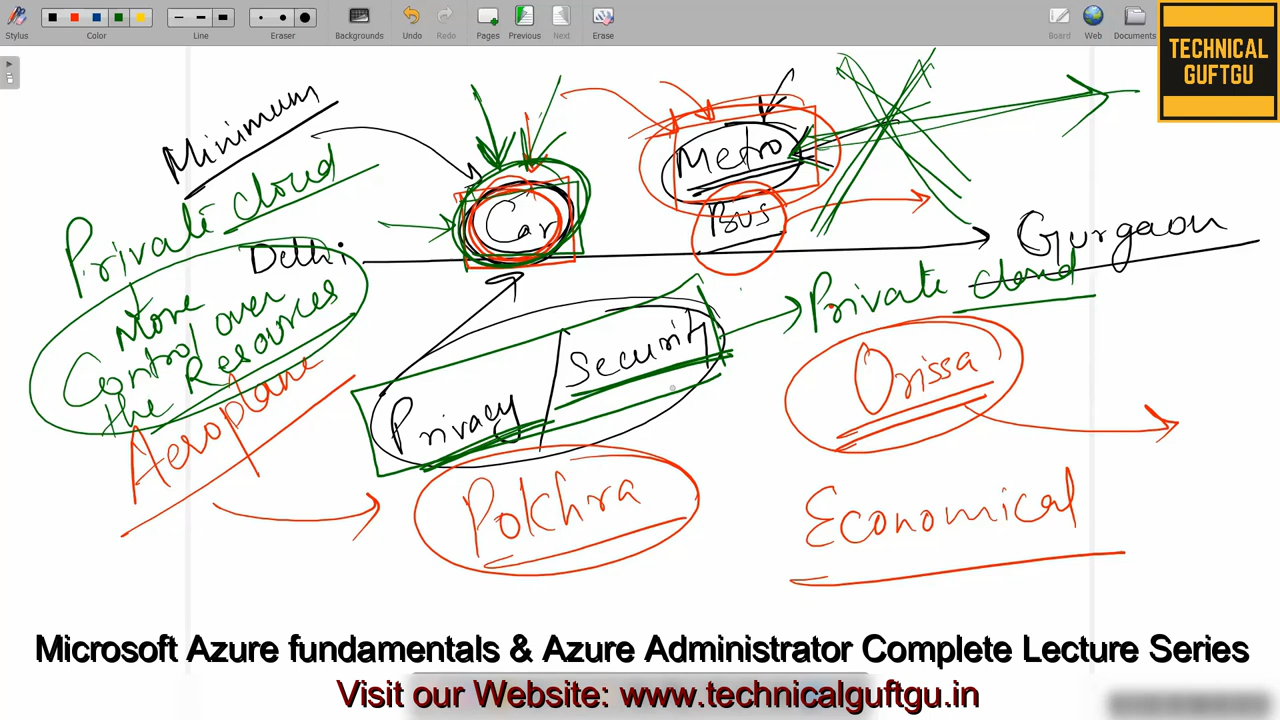 Stylus
Color
Line
Eraser
Backgrounds
Undo
Redo
Pages
Previous
Next
Erase
Board
Web
Documents
TECHNICAL
GUFTGU
Minimum
Private cloud
Delhi
Car
Metro
Bus
Gurgaon
More
Control over
the Resources
Privacy / Security
Private cloud
Orissa
Aeroplane
Pokhra
Economical
Microsoft Azure fundamentals & Azure Administrator Complete Lecture Series
Visit our Website: www.technicalguftgu.in